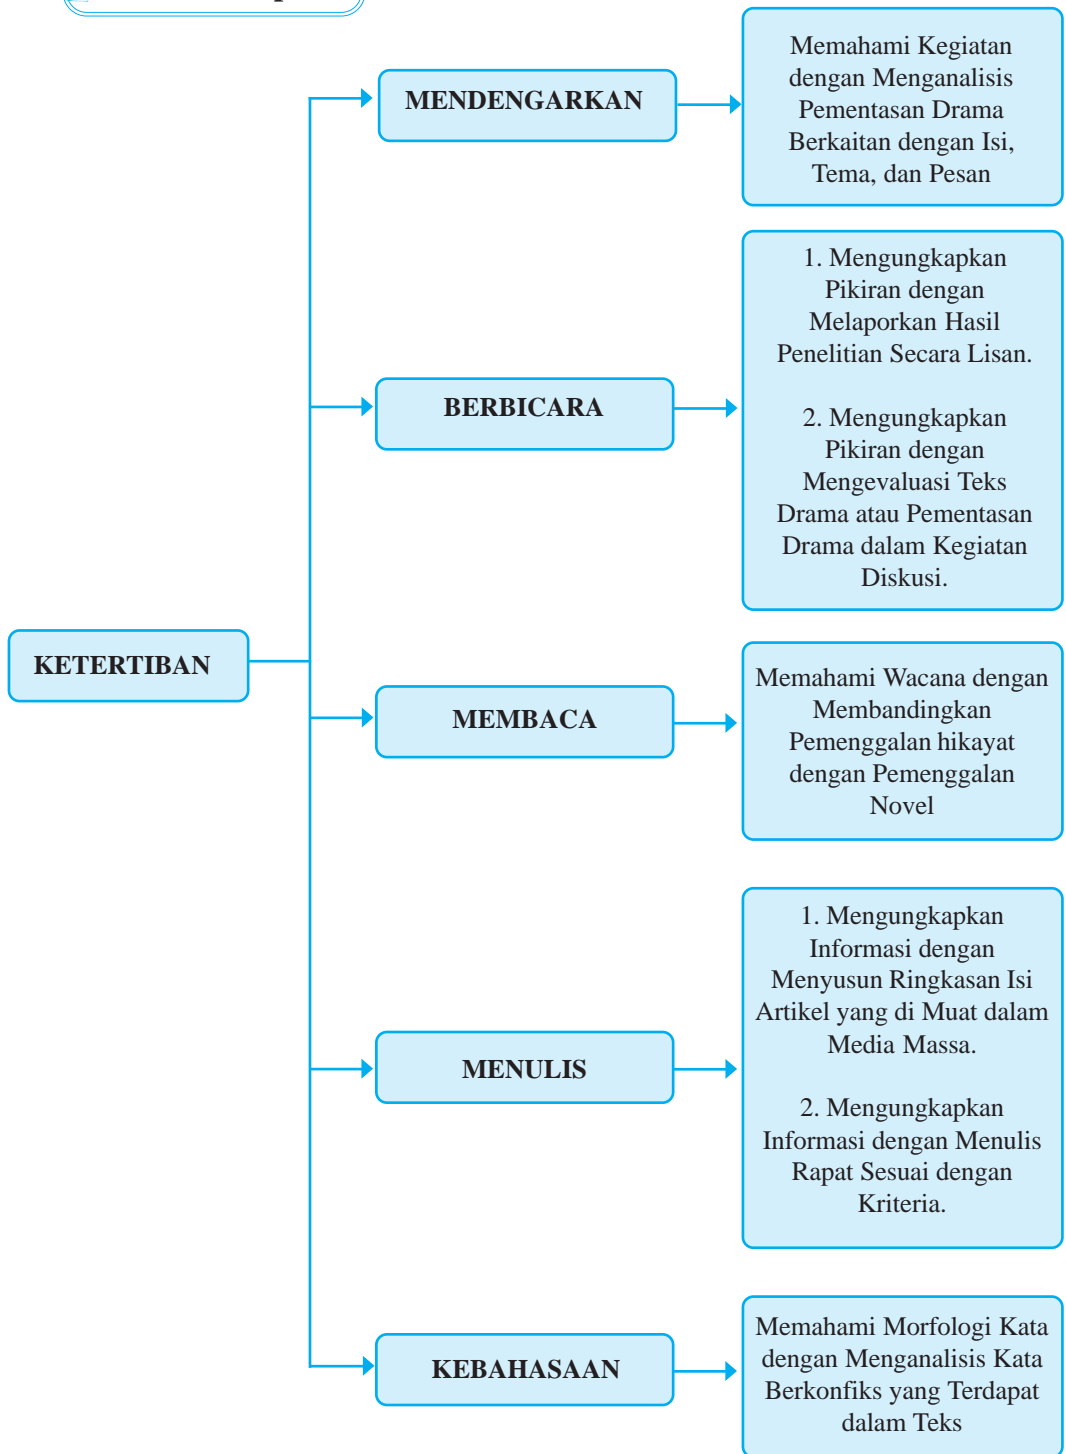 MENDENGARKAN
Memahami Kegiatan
dengan Menganalisis
Pementasan Drama
Berkaitan dengan Isi,
Tema, dan Pesan
BERBICARA
1. Mengungkapkan
Pikiran dengan
Melaporkan Hasil
Penelitian Secara Lisan.
2. Mengungkapkan
Pikiran dengan
Mengevaluasi Teks
Drama atau Pementasan
Drama dalam Kegiatan
Diskusi.
KETERTIBAN
MEMBACA
Memahami Wacana dengan
Membandingkan
Pemenggalan hikayat
dengan Pemenggalan
Novel
MENULIS
1. Mengungkapkan
Informasi dengan
Menyusun Ringkasan Isi
Artikel yang di Muat dalam
Media Massa.
2. Mengungkapkan
Informasi dengan Menulis
Rapat Sesuai dengan
Kriteria.
KEBAHASAAN
Memahami Morfologi Kata
dengan Menganalisis Kata
Berkonfiks yang Terdapat
dalam Teks